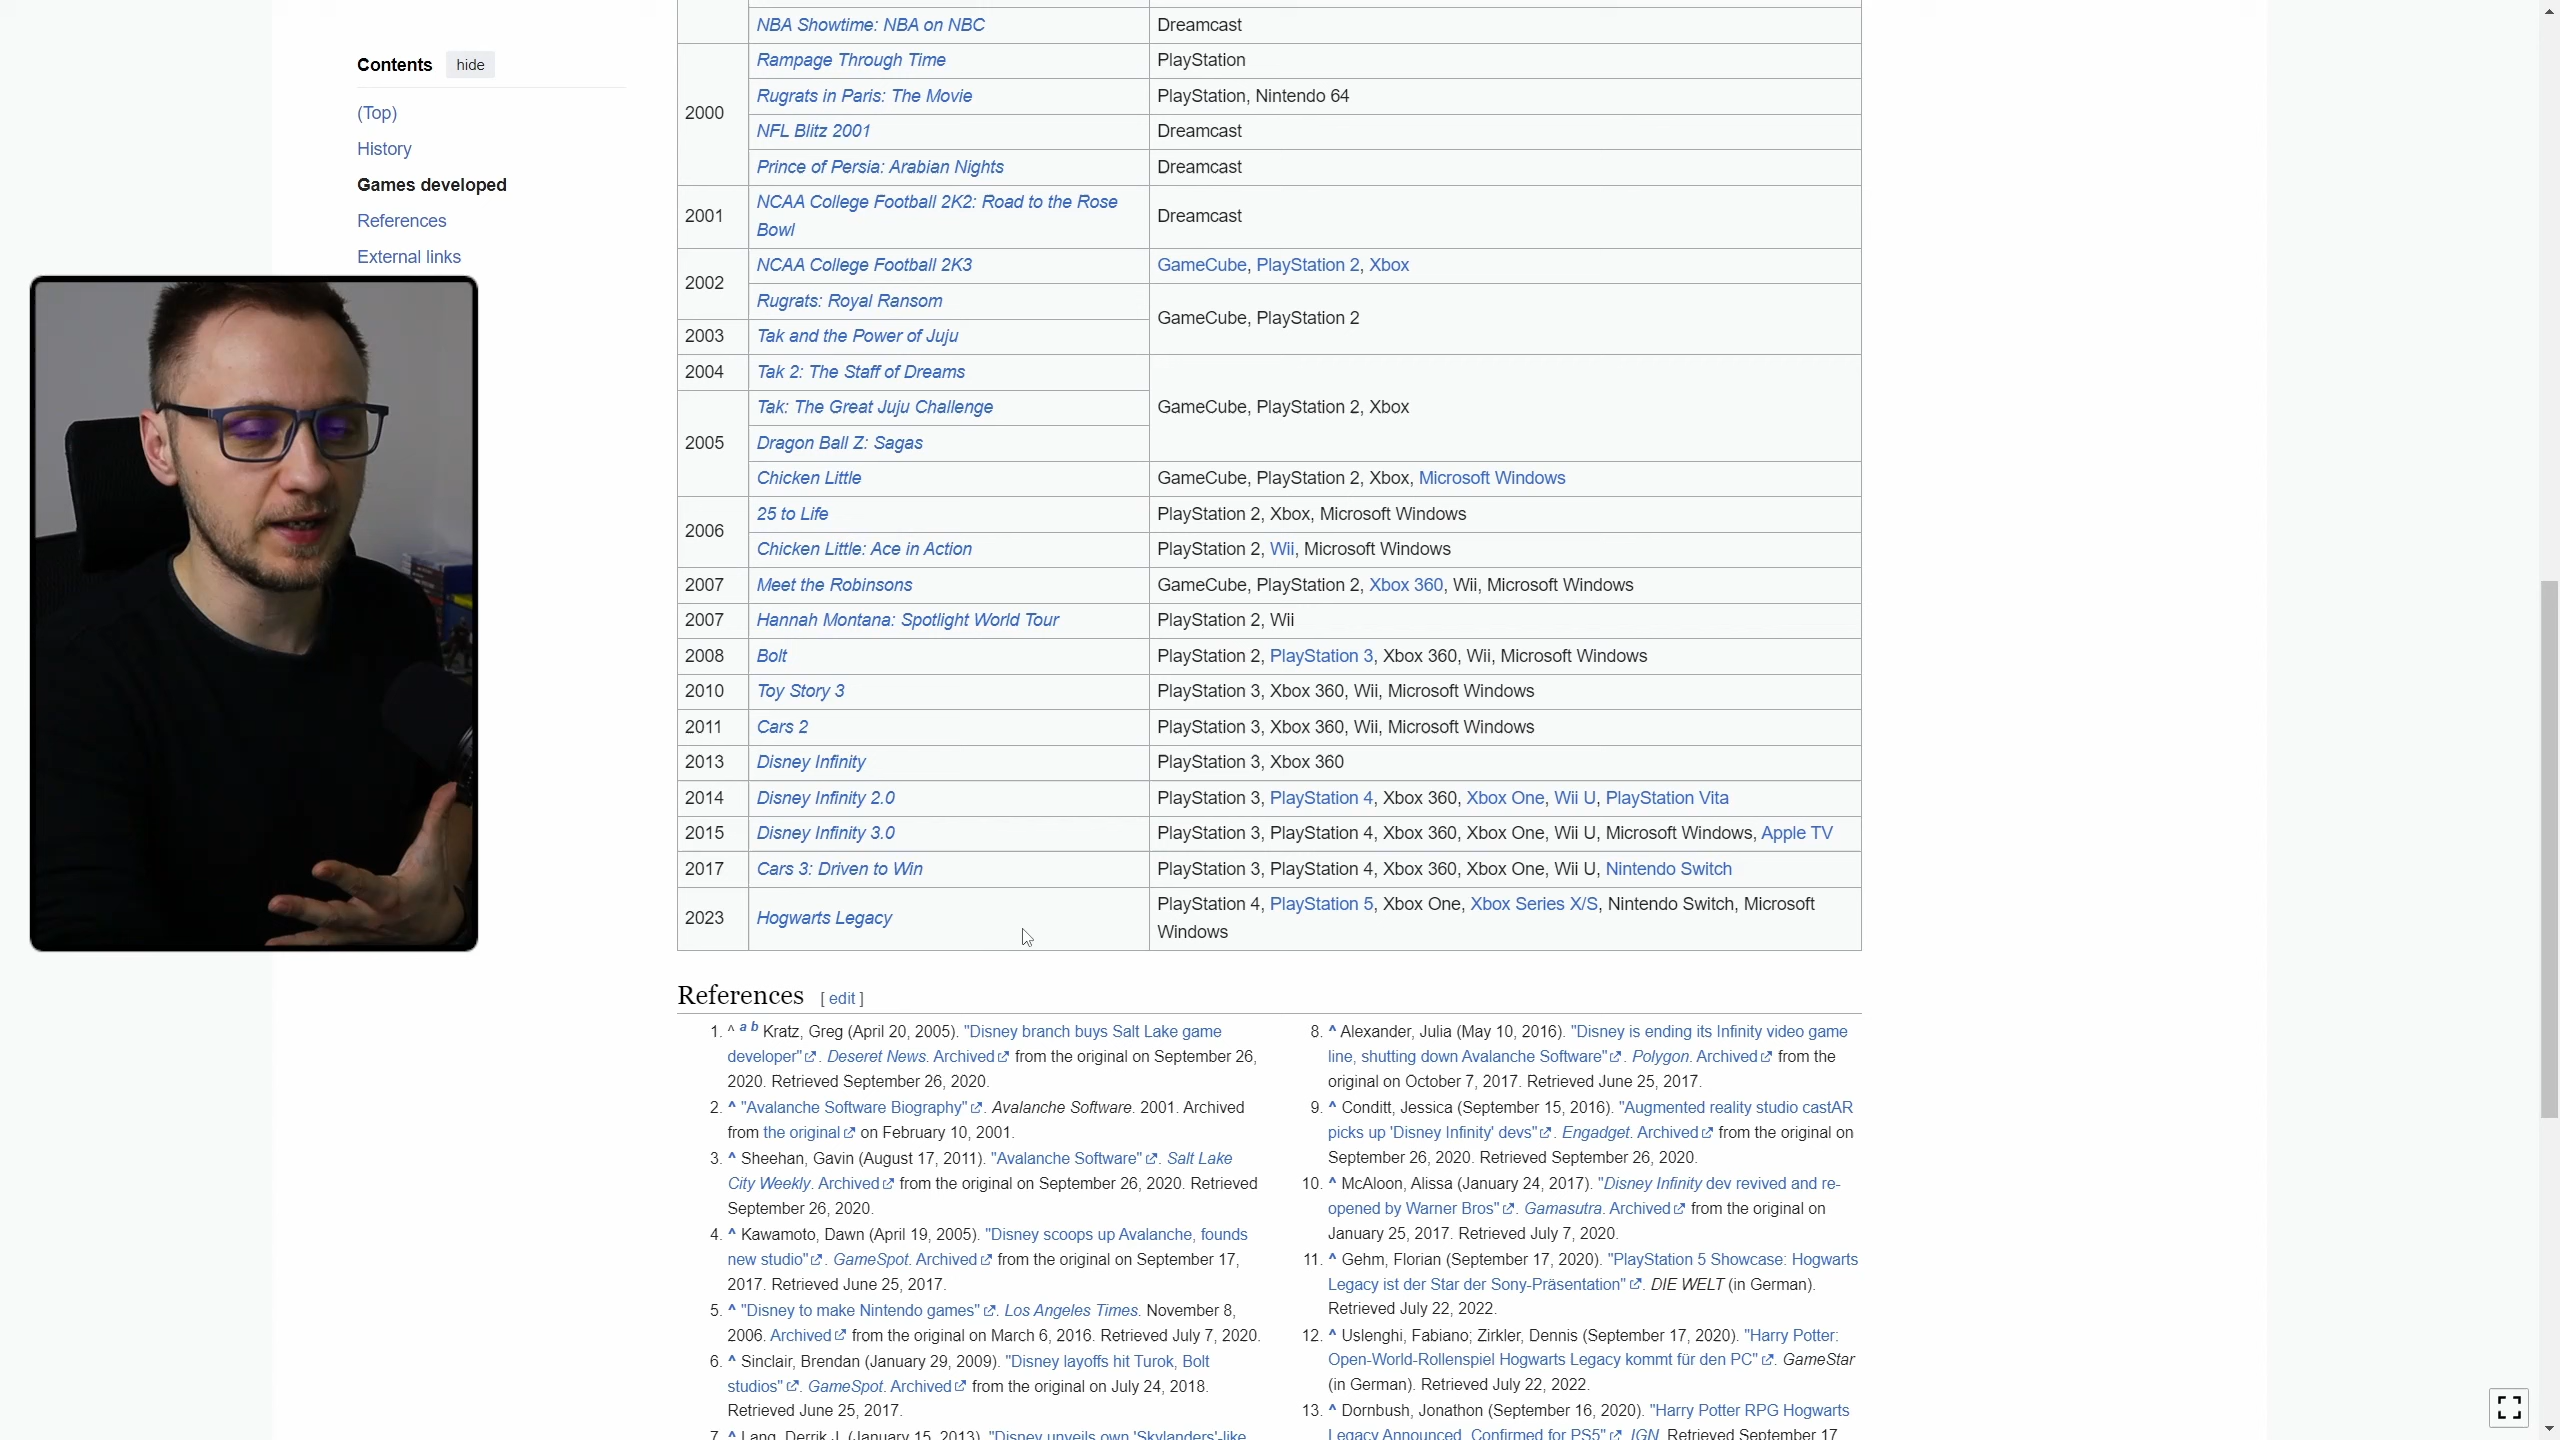 Contents hide
(Top)
History
Games developed
References
External links
NBA Showtime: NBA on NBC Dreamcast
2000
Rampage Through Time PlayStation
Rugrats in Paris: The Movie PlayStation, Nintendo 64
NFL Blitz 2001 Dreamcast
Prince of Persia: Arabian Nights Dreamcast
2001 NCAA College Football 2K2: Road to the Rose
Bowl Dreamcast
2002
NCAA College Football 2K3 GameCube, PlayStation 2, Xbox
Rugrats: Royal Ransom GameCube, PlayStation 2
2003 Tak and the Power of Juju
2004 Tak 2: The Staff of Dreams GameCube, PlayStation 2, Xbox
2005
Tak: The Great Juju Challenge
Dragon Ball Z: Sagas
Chicken Little GameCube, PlayStation 2, Xbox, Microsoft Windows
2006
25 to Life PlayStation 2, Xbox, Microsoft Windows
Chicken Little: Ace in Action PlayStation 2, Wii, Microsoft Windows
2007 Meet the Robinsons GameCube, PlayStation 2, Xbox 360, Wii, Microsoft Windows
2007 Hannah Montana: Spotlight World Tour PlayStation 2, Wii
2008 Bolt PlayStation 2, PlayStation 3, Xbox 360, Wii, Microsoft Windows
2010 Toy Story 3 PlayStation 3, Xbox 360, Wii, Microsoft Windows
2011 Cars 2 PlayStation 3, Xbox 360, Wii, Microsoft Windows
2013 Disney Infinity PlayStation 3, Xbox 360
2014 Disney Infinity 2.0 PlayStation 3, PlayStation 4, Xbox 360, Xbox One, Wii U, PlayStation Vita
2015 Disney Infinity 3.0 PlayStation 3, PlayStation 4, Xbox 360, Xbox One, Wii U, Microsoft Windows, Apple TV
2017 Cars 3: Driven to Win PlayStation 3, PlayStation 4, Xbox 360, Xbox One, Wii U, Nintendo Switch
2023 Hogwarts Legacy PlayStation 4, PlayStation 5, Xbox One, Xbox Series X/S, Nintendo Switch, Microsoft
Windows
References [ edit ]
1. ^ a b Kratz, Greg (April 20, 2005). "Disney branch buys Salt Lake game
developer". Deseret News. Archived from the original on September 26,
2020. Retrieved September 26, 2020.
2. ^ "Avalanche Software Biography". Avalanche Software. 2001. Archived
from the original on February 10, 2001.
3. ^ Sheehan, Gavin (August 17, 2011). "Avalanche Software". Salt Lake
City Weekly. Archived from the original on September 26, 2020. Retrieved
September 26, 2020.
4. ^ Kawamoto, Dawn (April 19, 2005). "Disney scoops up Avalanche, founds
new studio". GameSpot. Archived from the original on September 17,
2017. Retrieved June 25, 2017.
5. ^ "Disney to make Nintendo games". Los Angeles Times. November 8,
2006. Archived from the original on March 6, 2016. Retrieved July 7, 2020.
6. ^ Sinclair, Brendan (January 29, 2009). "Disney layoffs hit Turok, Bolt
studios". GameSpot. Archived from the original on July 24, 2018.
Retrieved June 25, 2017.
7. ^ Lang, Derrik J. (January 15, 2013). "Disney unveils own 'Skylanders'-like
8. ^ Alexander, Julia (May 10, 2016). "Disney is ending its Infinity video game
line, shutting down Avalanche Software". Polygon. Archived from the
original on October 7, 2017. Retrieved June 25, 2017.
9. ^ Conditt, Jessica (September 15, 2016). "Augmented reality studio castAR
picks up 'Disney Infinity' devs". Engadget. Archived from the original on
September 26, 2020. Retrieved September 26, 2020.
10. ^ McAloon, Alissa (January 24, 2017). "Disney Infinity dev revived and re-
opened by Warner Bros". Gamasutra. Archived from the original on
January 25, 2017. Retrieved July 7, 2020.
11. ^ Gehm, Florian (September 17, 2020). "PlayStation 5 Showcase: Hogwarts
Legacy ist der Star der Sony-Präsentation". DIE WELT (in German).
Retrieved July 22, 2022.
12. ^ Uslenghi, Fabiano; Zirkler, Dennis (September 17, 2020). "Harry Potter:
Open-World-Rollenspiel Hogwarts Legacy kommt für den PC". GameStar
(in German). Retrieved July 22, 2022.
13. ^ Dornbush, Jonathon (September 16, 2020). "Harry Potter RPG Hogwarts
Legacy Announced, Confirmed for PS5". IGN. Retrieved September 17